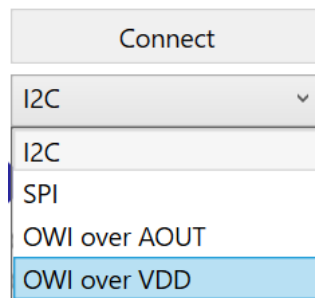 Connect
I2C
I2C
SPI
OWI over AOUT
OWI over VDD